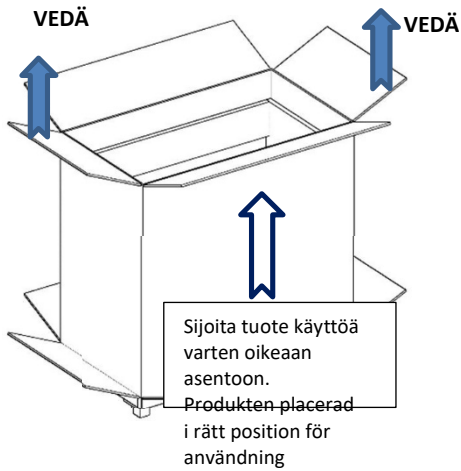 VEDÄ
VEDÄ
Sijoita tuote käyttöä
varten oikeaan
asentoon.
Produkten placerad
i rätt position för
användning